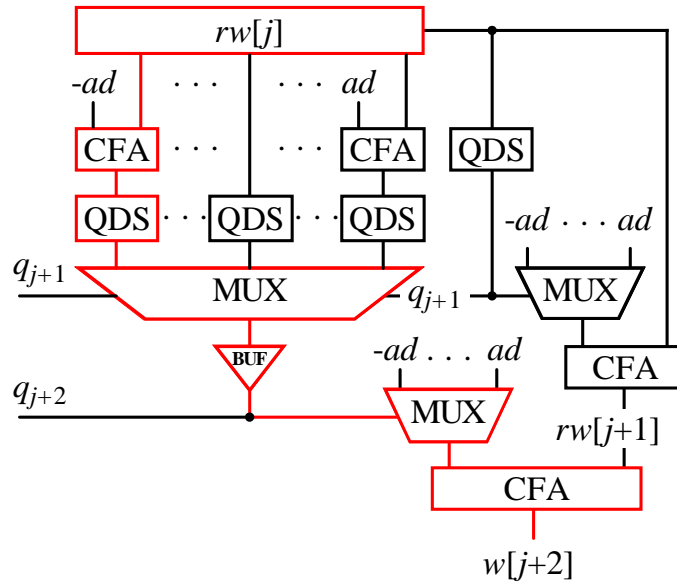 rw[j]
-ad · · · · · · ad
CFA · · · · · · CFA QDS
QDS · · · QDS · · · QDS
-ad · · · ad
q_{j+1} MUX q_{j+1} MUX
BUF
-ad . . . ad
CFA
q_{j+2} MUX
rw[j+1]
CFA
w[j+2]